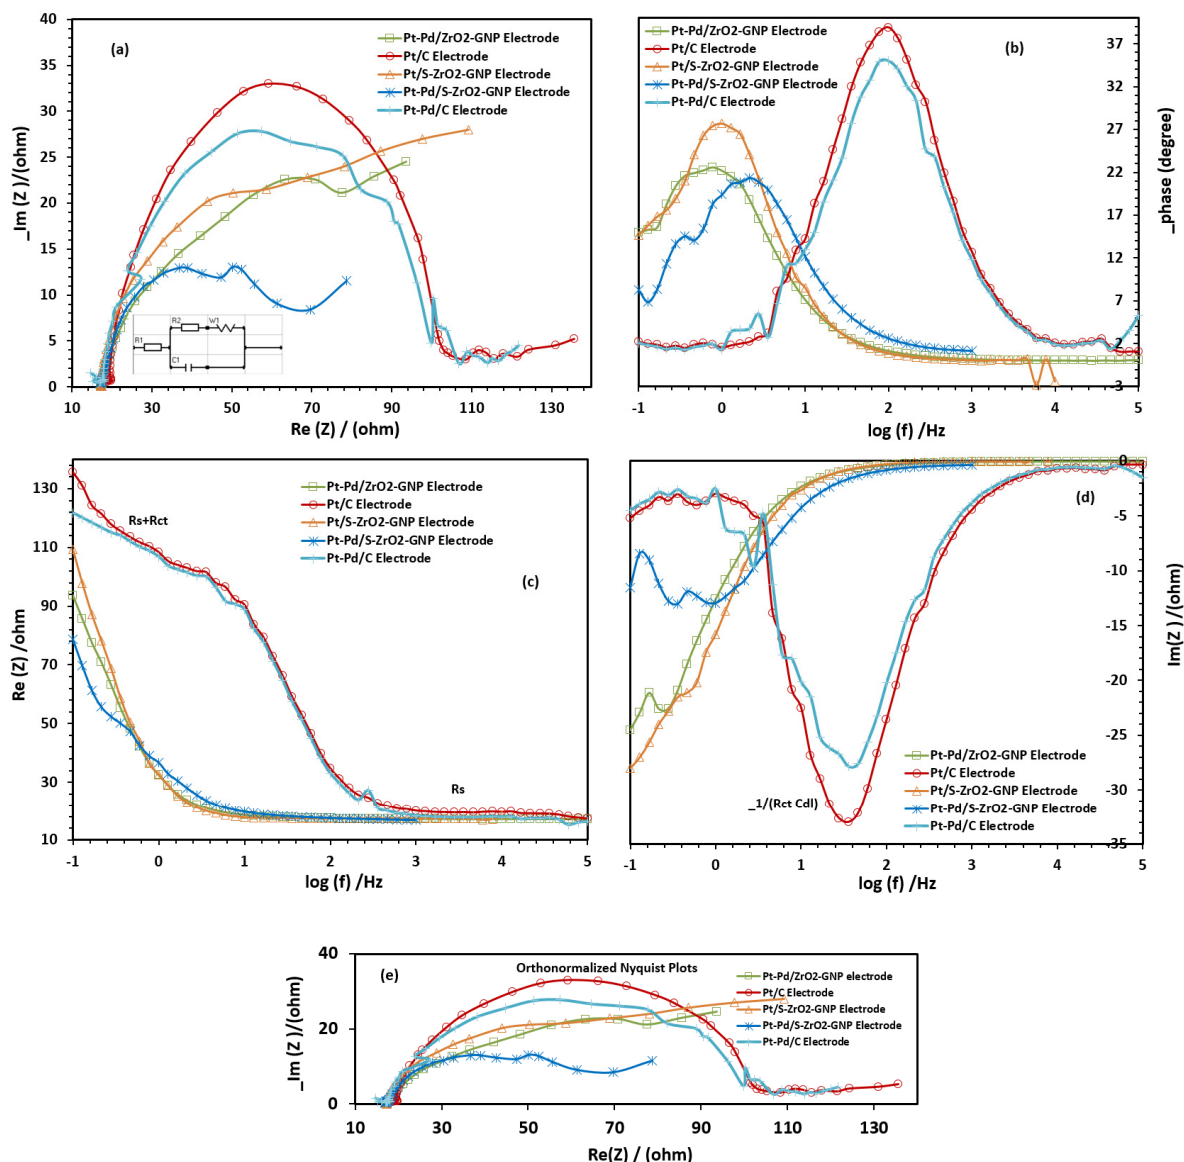 40
35
30
25
20
15
10
5
0
_Im (Z )/(ohm)
(a)
Pt-Pd/ZrO2-GNP Electrode
Pt/C Electrode
Pt/S-ZrO2-GNP Electrode
Pt-Pd/S-ZrO2-GNP Electrode
Pt-Pd/C Electrode
R1
R2
W1
C1
10 30 50 70 90 110 130
Re (Z) / (ohm)
Pt-Pd/ZrO2-GNP Electrode
Pt/C Electrode
Pt/S-ZrO2-GNP Electrode
Pt-Pd/S-ZrO2-GNP Electrode
Pt-Pd/C Electrode
(b)
37
32
27
22
17
12
7
2
-3
_phase (degree)
-1 0 1 2 3 4 5
log (f) /Hz
130
110
90
70
50
30
10
Re (Z) /ohm
Rs+Rct
Pt-Pd/ZrO2-GNP Electrode
Pt/C Electrode
Pt/S-ZrO2-GNP Electrode
Pt-Pd/S-ZrO2-GNP Electrode
Pt-Pd/C Electrode
(c)
Rs
-1 0 1 2 3 4 5
log (f) /Hz
0
-5
-10
-15
-20
-25
-30
-35
Im(Z ) /(ohm)
(d)
Pt-Pd/ZrO2-GNP Electrode
Pt/C Electrode
Pt/S-ZrO2-GNP Electrode
Pt-Pd/S-ZrO2-GNP Electrode
Pt-Pd/C Electrode
_1/(Rct Cdl)
-1 0 1 2 3 4 5
log (f) /Hz
40
20
0
_Im (Z )/(ohm)
(e)
Orthonormalized Nyquist Plots
Pt-Pd/ZrO2-GNP electrode
Pt/C Electrode
Pt/S-ZrO2-GNP Electrode
Pt-Pd/S-ZrO2-GNP Electrode
Pt-Pd/C Electrode
10 30 50 70 90 110 130
Re(Z) / (ohm)